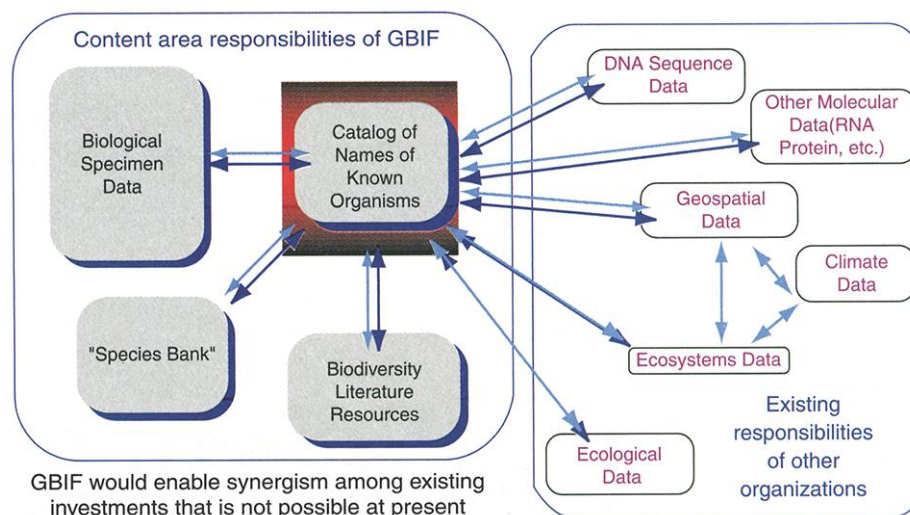 Content area responsibilities of GBIF
Biological
Specimen
Data
Catalog of
Names of
Known
Organisms
"Species Bank"
Biodiversity
Literature
Resources
DNA Sequence
Data
Other Molecular
Data(RNA
Protein, etc.)
Geospatial
Data
Climate
Data
Ecosystems Data
Ecological
Data
Existing
responsibilities
of other
organizations
GBIF would enable synergism among existing
investments that is not possible at present